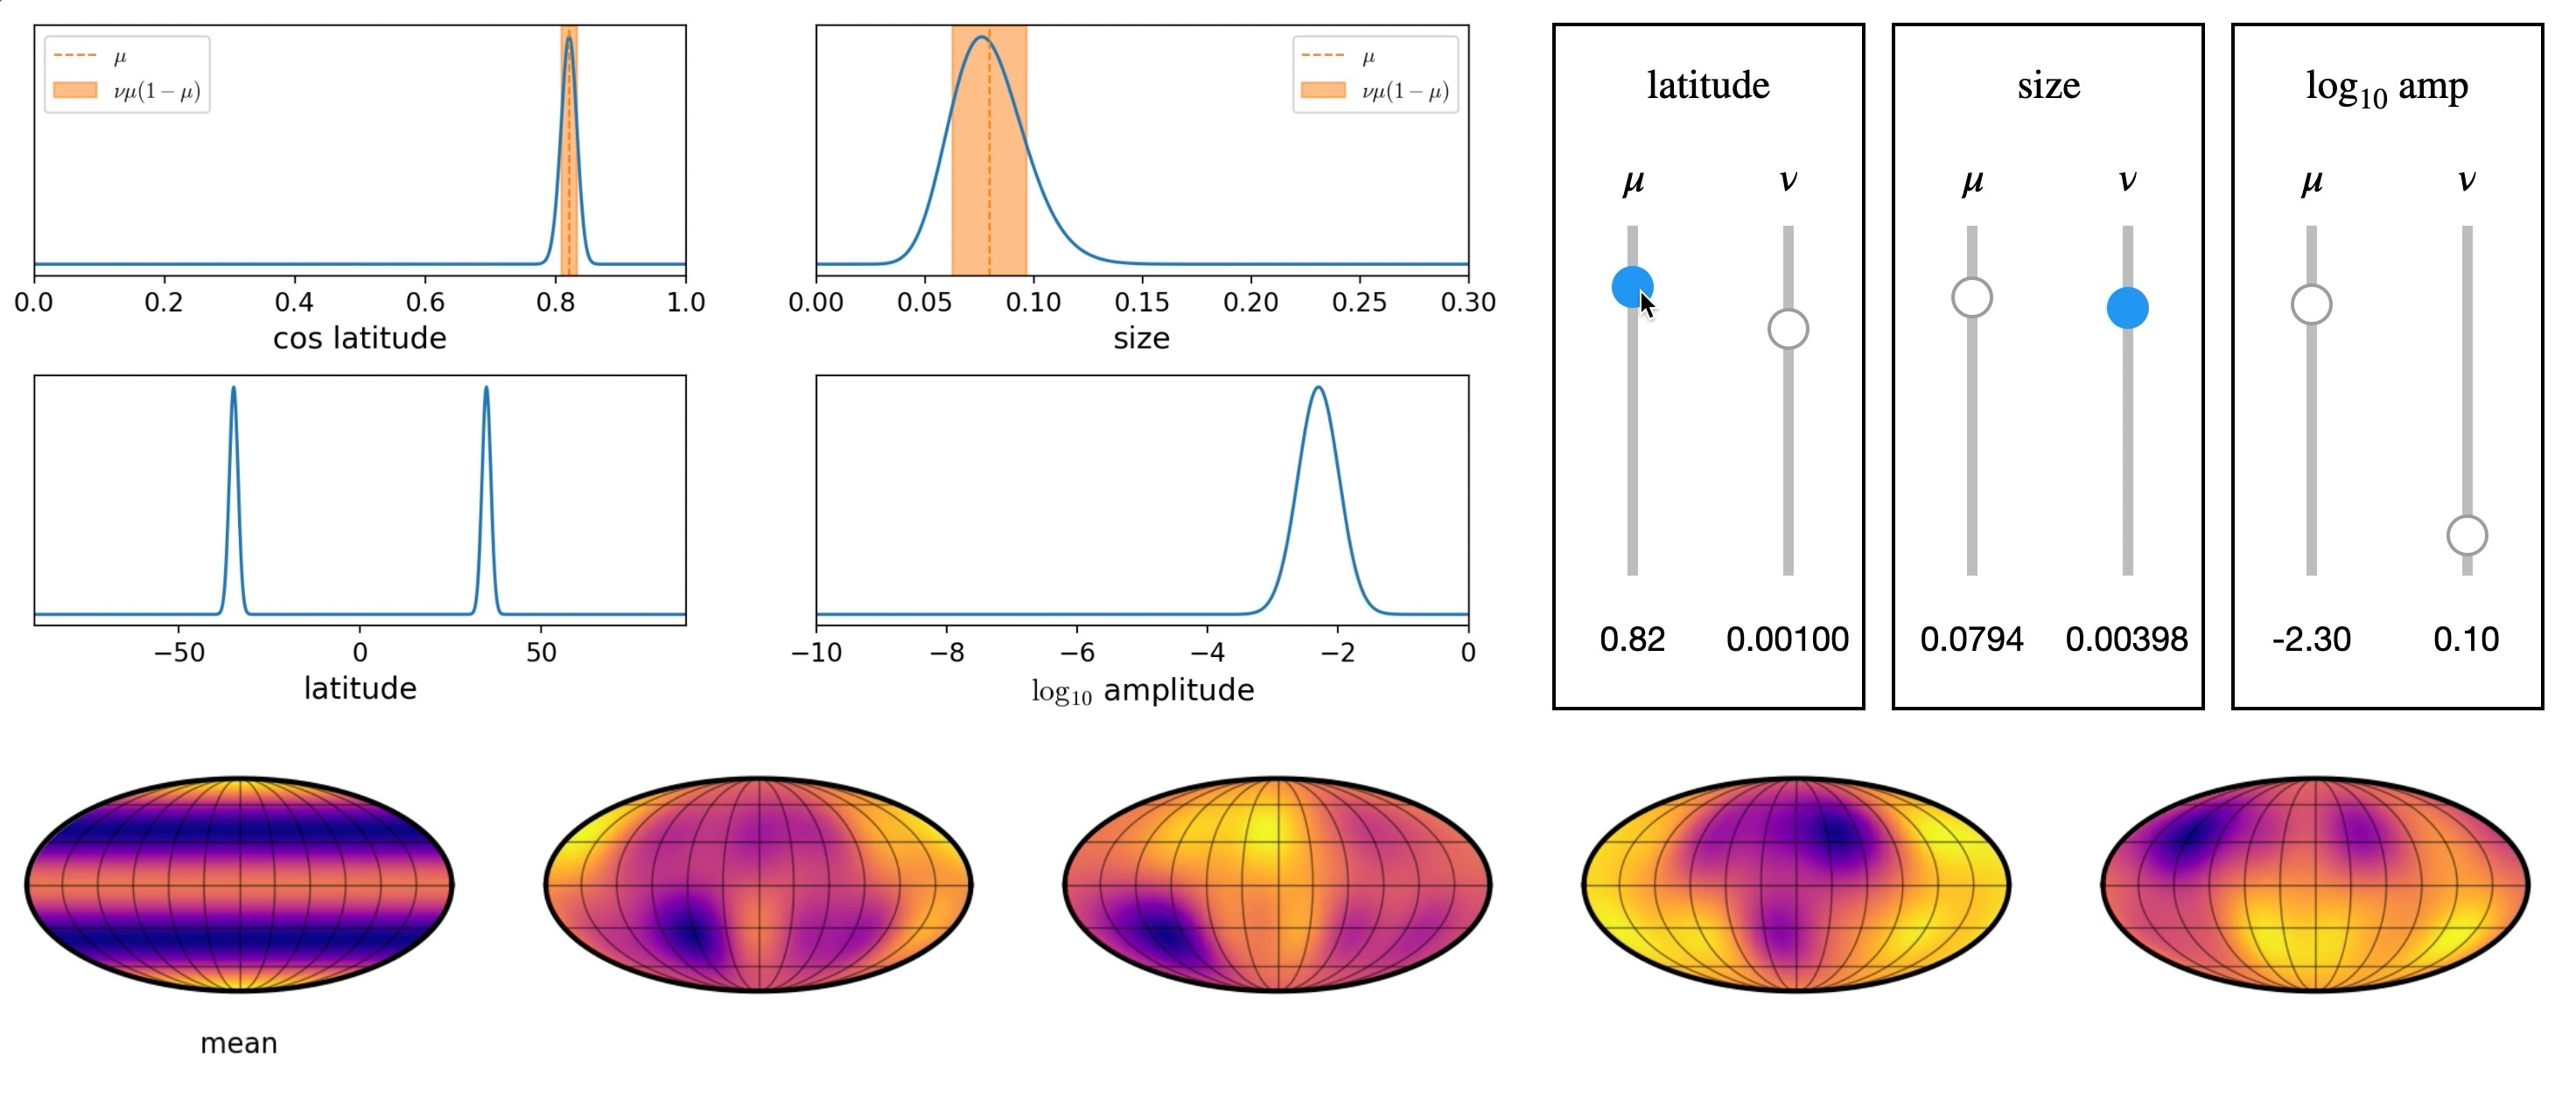 μ
νμ(1 − μ)
0.0 0.2 0.4 0.6 0.8 1.0
cos latitude
μ
νμ(1 − μ)
0.00 0.05 0.10 0.15 0.20 0.25 0.30
size
−50 0 50
latitude
−10 −8 −6 −4 −2 0
log₁₀ amplitude
latitude
μ ν
0.82 0.00100
size
μ ν
0.0794 0.00398
log₁₀ amp
μ ν
-2.30 0.10
mean